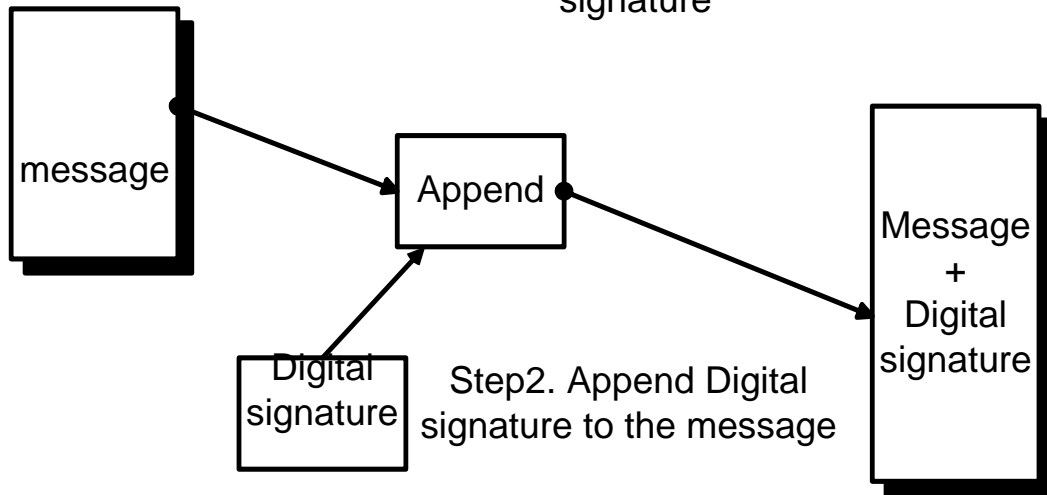 signature
message
Append
Message
+
Digital
signature
Digital
signature
Step2. Append Digital
signature to the message